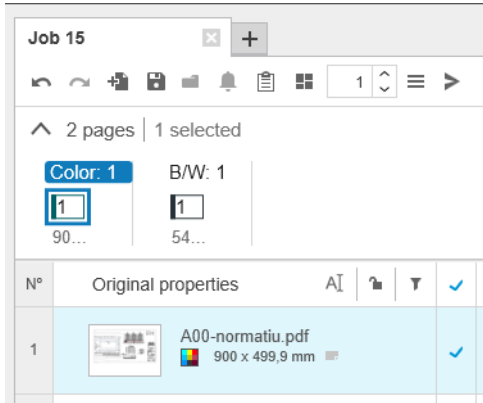 Job 15
1
2 pages 1 selected
Color: 1 B/W: 1
1 1
90... 54...
Nº Original properties
1 A00-normatiu.pdf
900 x 499,9 mm